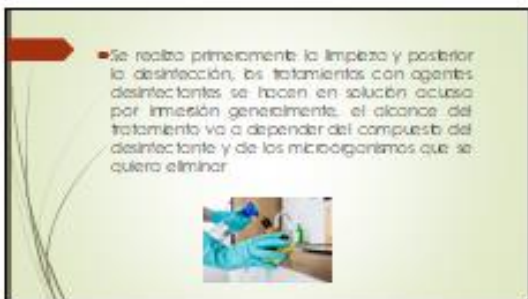 Se realiza primeramente la limpieza y posterior
la desinfección, los tratamientos con agentes
desinfectantes se hacen en solución acuosa
por inmersión generalmente, el alcance del
tratamiento va a depender del compuesto del
desinfectante y de los microorganismos que se
quiera eliminar